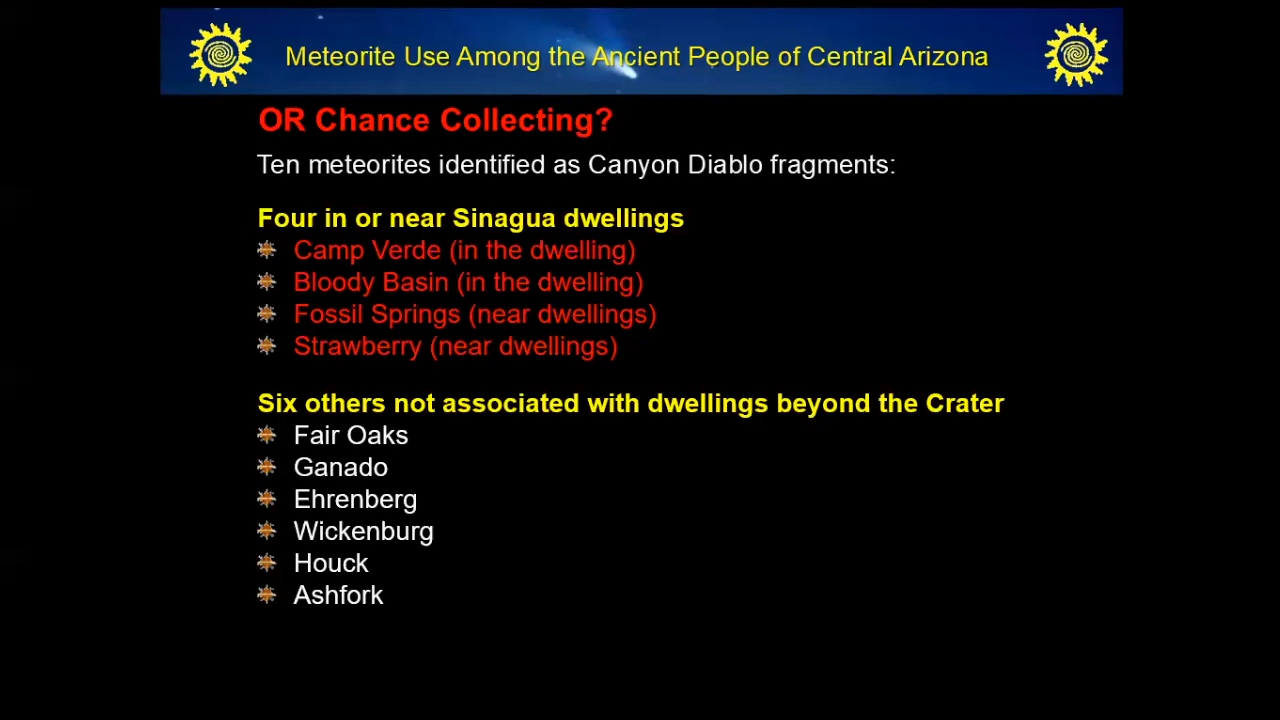 Meteorite Use Among the Ancient People of Central Arizona
OR Chance Collecting?
Ten meteorites identified as Canyon Diablo fragments:
Four in or near Sinagua dwellings
Camp Verde (in the dwelling)
Bloody Basin (in the dwelling)
Fossil Springs (near dwellings)
Strawberry (near dwellings)
Six others not associated with dwellings beyond the Crater
Fair Oaks
Ganado
Ehrenberg
Wickenburg
Houck
Ashfork